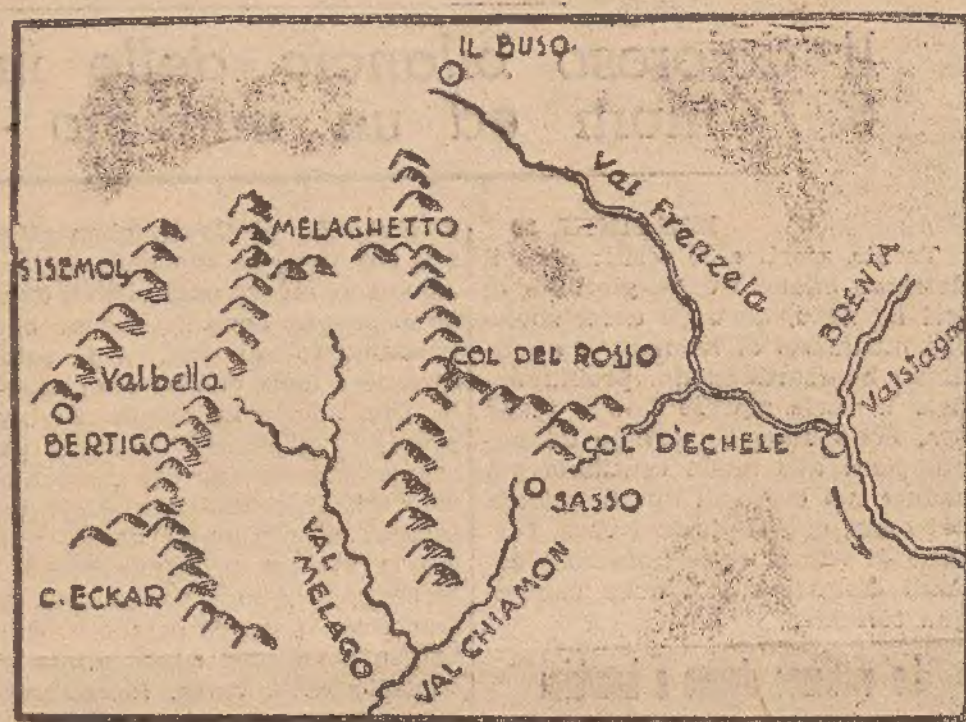 IL BUSO
Val Frenzela
MELAGHETTO
SISEMOL
BRENTA
Valstagna
COL DEL ROSSO
Valbella
BERTIGO
COL D'ECHELE
SASSO
VAL
MELAGO
VAL CHIAMON
C. ECKAR